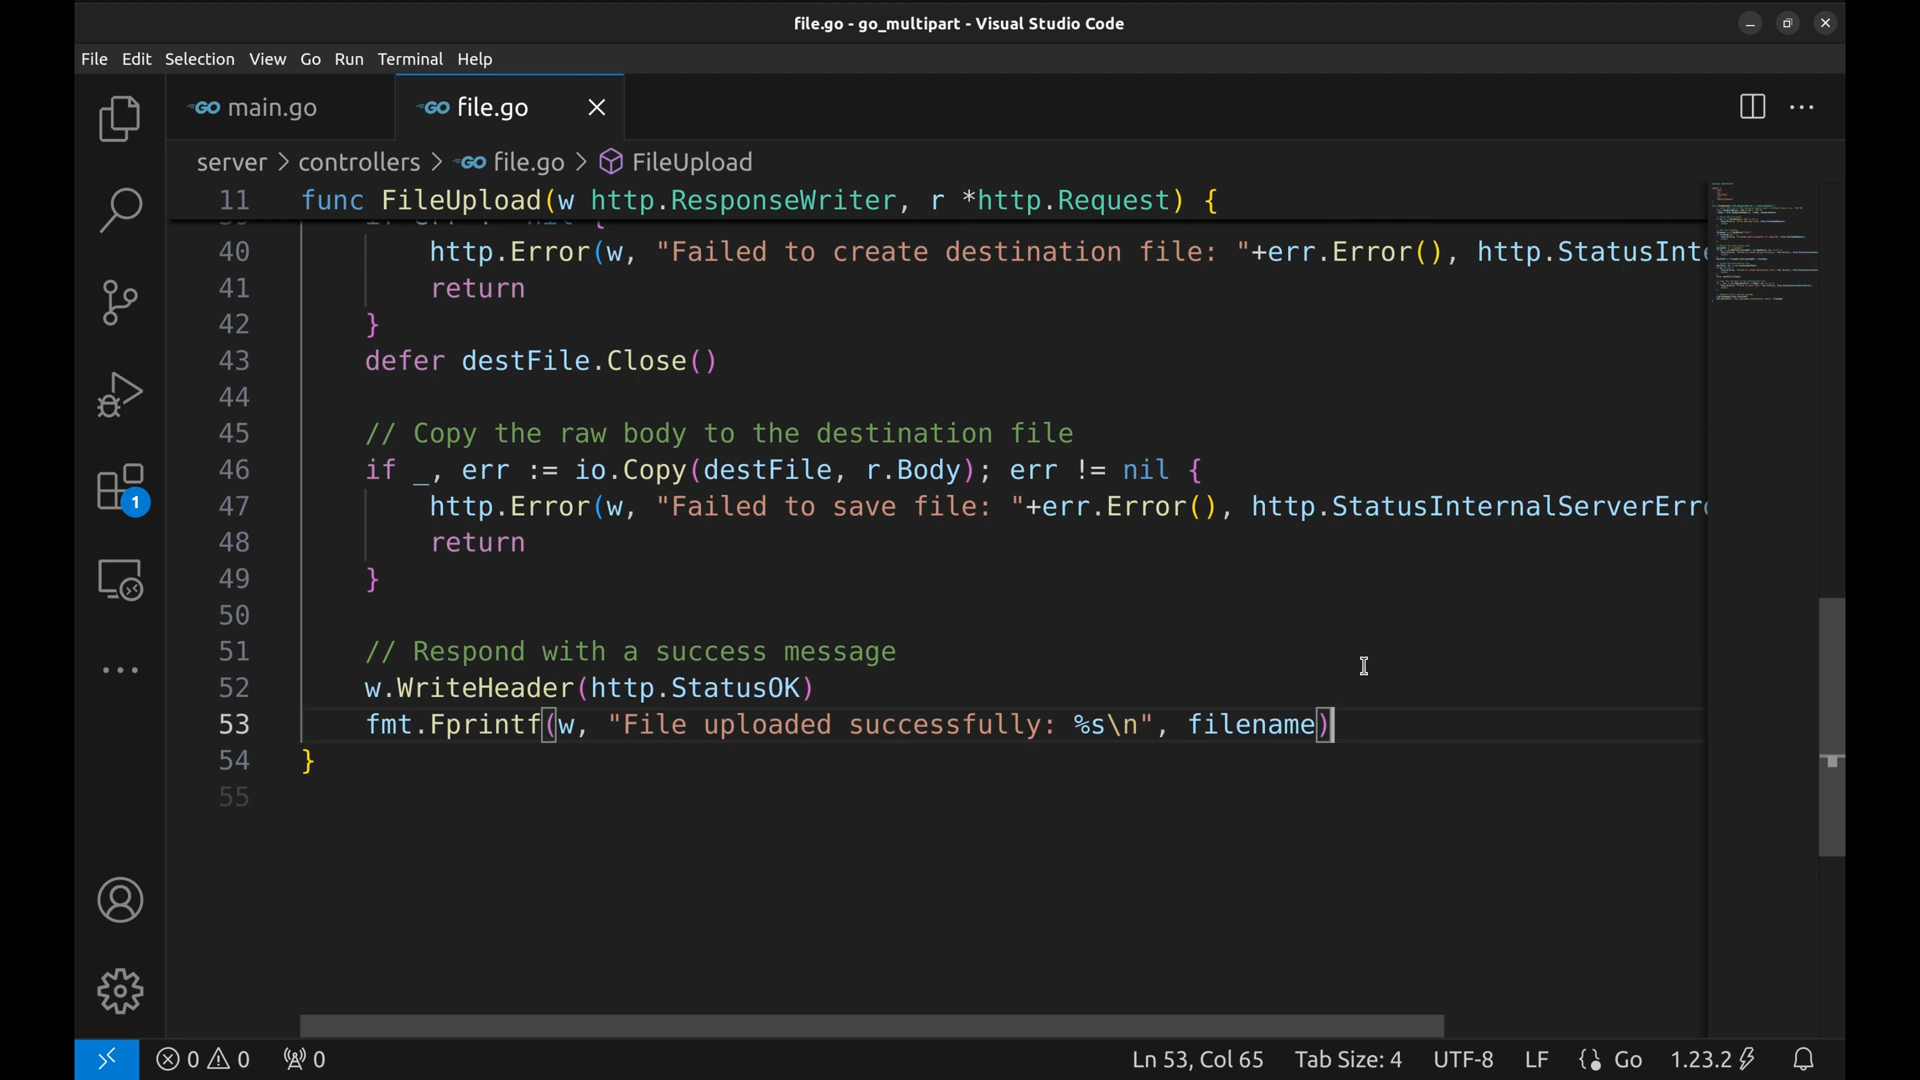 file.go - go_multipart - Visual Studio Code
File Edit Selection View Go Run Terminal Help
GO main.go GO file.go
server > controllers > GO file.go > FileUpload
11 func FileUpload(w http.ResponseWriter, r *http.Request) {
40 http.Error(w, "Failed to create destination file: "+err.Error(), http.StatusInte
41 return
42 }
43 defer destFile.Close()
44
45 // Copy the raw body to the destination file
46 if _, err := io.Copy(destFile, r.Body); err != nil {
47 http.Error(w, "Failed to save file: "+err.Error(), http.StatusInternalServerErro
48 return
49 }
50
51 // Respond with a success message
52 w.WriteHeader(http.StatusOK)
53 fmt.Fprintf(w, "File uploaded successfully: %s\n", filename)
54 }
55
1
0 0 0 Ln 53, Col 65 Tab Size: 4 UTF-8 LF {} Go 1.23.2